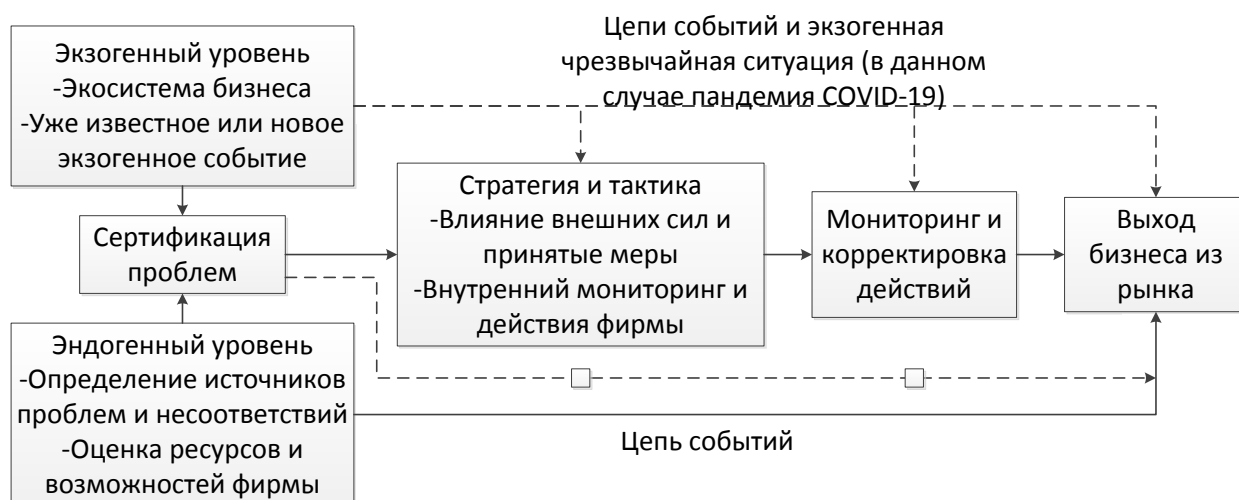 Экзогенный уровень
-Экосистема бизнеса
-Уже известное или новое
экзогенное событие
Цепи событий и экзогенная
чрезвычайная ситуация (в данном
случае пандемия COVID-19)
Сертификация
проблем
Стратегия и тактика
-Влияние внешних сил и
принятые меры
-Внутренний мониторинг и
действия фирмы
Мониторинг и
корректировка
действий
Выход
бизнеса из
рынка
Эндогенный уровень
-Определение источников
проблем и несоответствий
-Оценка ресурсов и
возможностей фирмы
Цепь событий